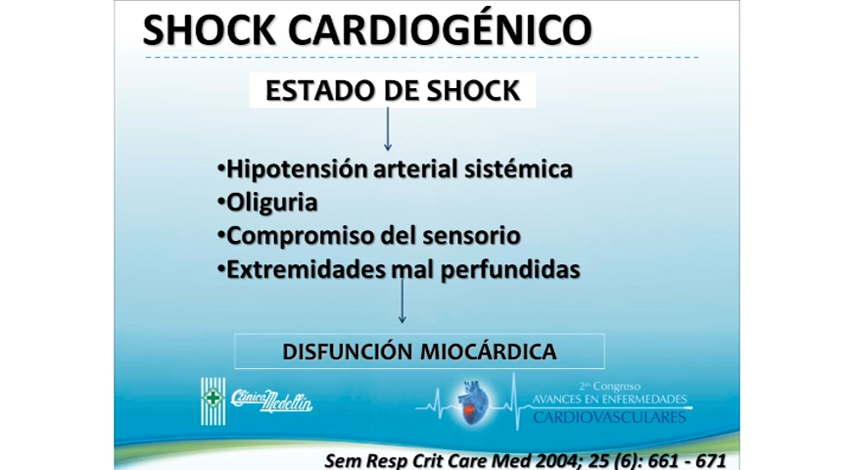 SHOCK CARDIOGÉNICO
ESTADO DE SHOCK
•Hipotensión arterial sistémica
•Oliguria
•Compromiso del sensorio
•Extremidades mal perfundidas
DISFUNCIÓN MIOCÁRDICA
Clínica Medellín
2do Congreso
AVANCES EN ENFERMEDADES
CARDIOVASCULARES
Sem Resp Crit Care Med 2004; 25 (6): 661 - 671